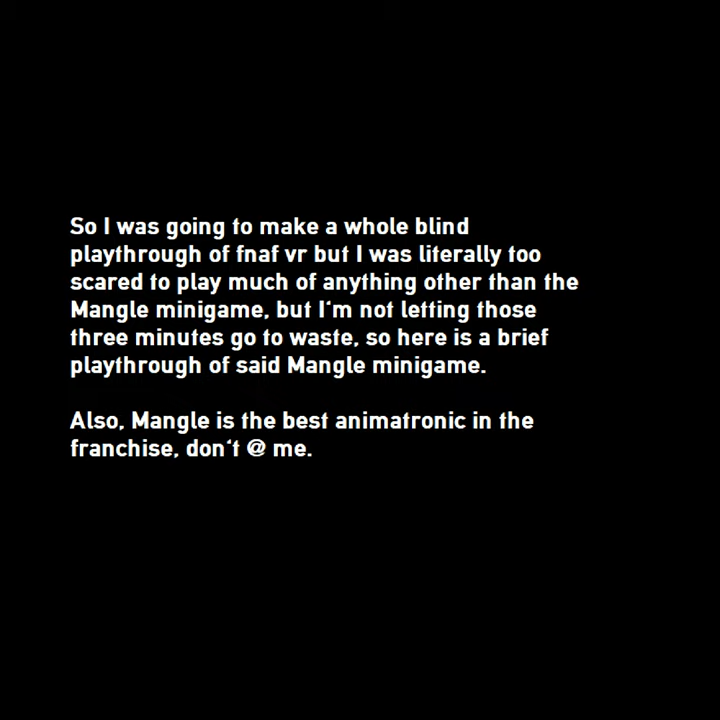 So I was going to make a whole blind
playthrough of fnaf vr but I was literally too
scared to play much of anything other than the
Mangle minigame, but I'm not letting those
three minutes go to waste, so here is a brief
playthrough of said Mangle minigame.
Also, Mangle is the best animatronic in the
franchise, don't @ me.